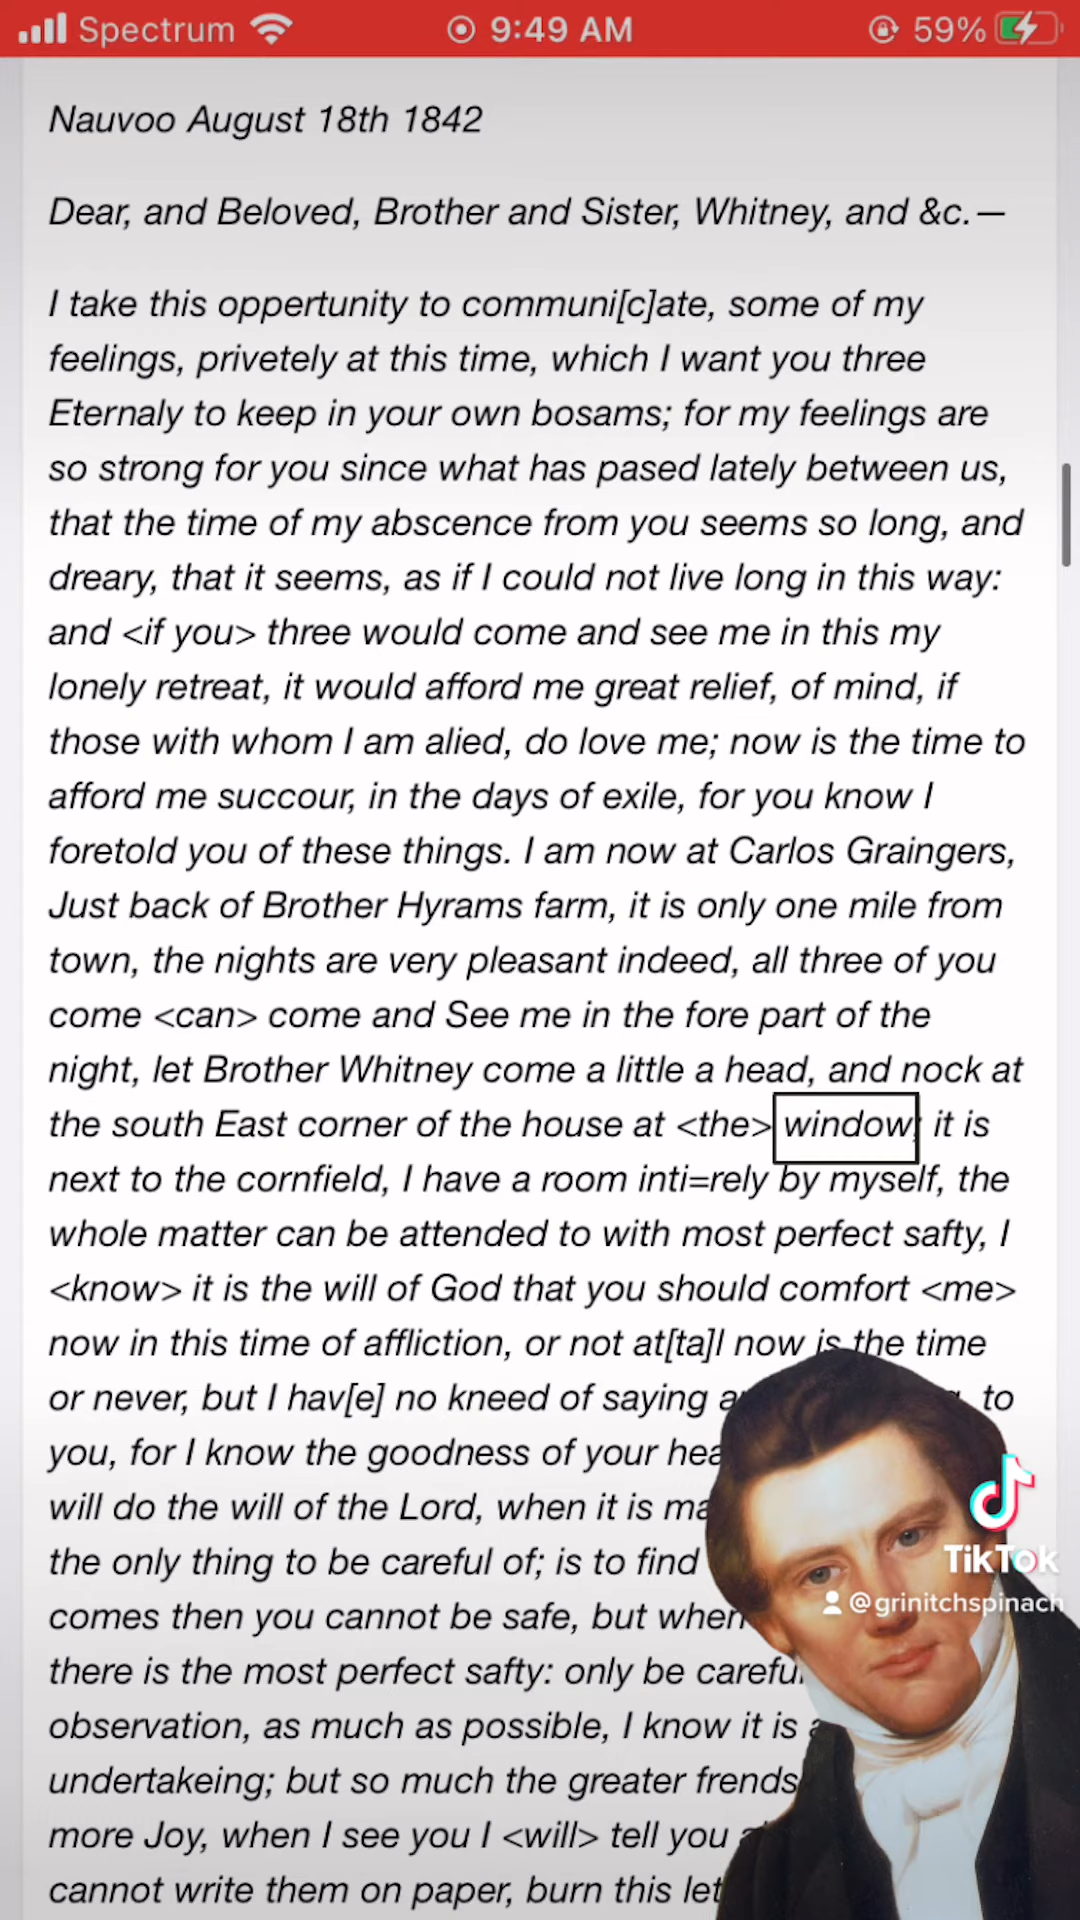 Spectrum 9:49 AM 59%
Nauvoo August 18th 1842
Dear, and Beloved, Brother and Sister, Whitney, and &c.—
I take this oppertunity to communi[c]ate, some of my
feelings, privetely at this time, which I want you three
Eternaly to keep in your own bosams; for my feelings are
so strong for you since what has pased lately between us,
that the time of my abscence from you seems so long, and
dreary, that it seems, as if I could not live long in this way:
and <if you> three would come and see me in this my
lonely retreat, it would afford me great relief, of mind, if
those with whom I am alied, do love me; now is the time to
afford me succour, in the days of exile, for you know I
foretold you of these things. I am now at Carlos Graingers,
Just back of Brother Hyrams farm, it is only one mile from
town, the nights are very pleasant indeed, all three of you
come <can> come and See me in the fore part of the
night, let Brother Whitney come a little a head, and nock at
the south East corner of the house at <the> window; it is
next to the cornfield, I have a room inti=rely by myself, the
whole matter can be attended to with most perfect safty, I
<know> it is the will of God that you should comfort <me>
now in this time of affliction, or not at[ta]l now is the time
or never, but I hav[e] no kneed of saying to
you, for I know the goodness of your
will do the will of the Lord, when it is
the only thing to be careful of; is to find
comes then you cannot be safe, but when
there is the most perfect safty: only be careful
observation, as much as possible, I know it is
undertakeing; but so much the greater frends
more Joy, when I see you I <will> tell you
cannot write them on paper, burn this
TikTok
@grinitchspinach